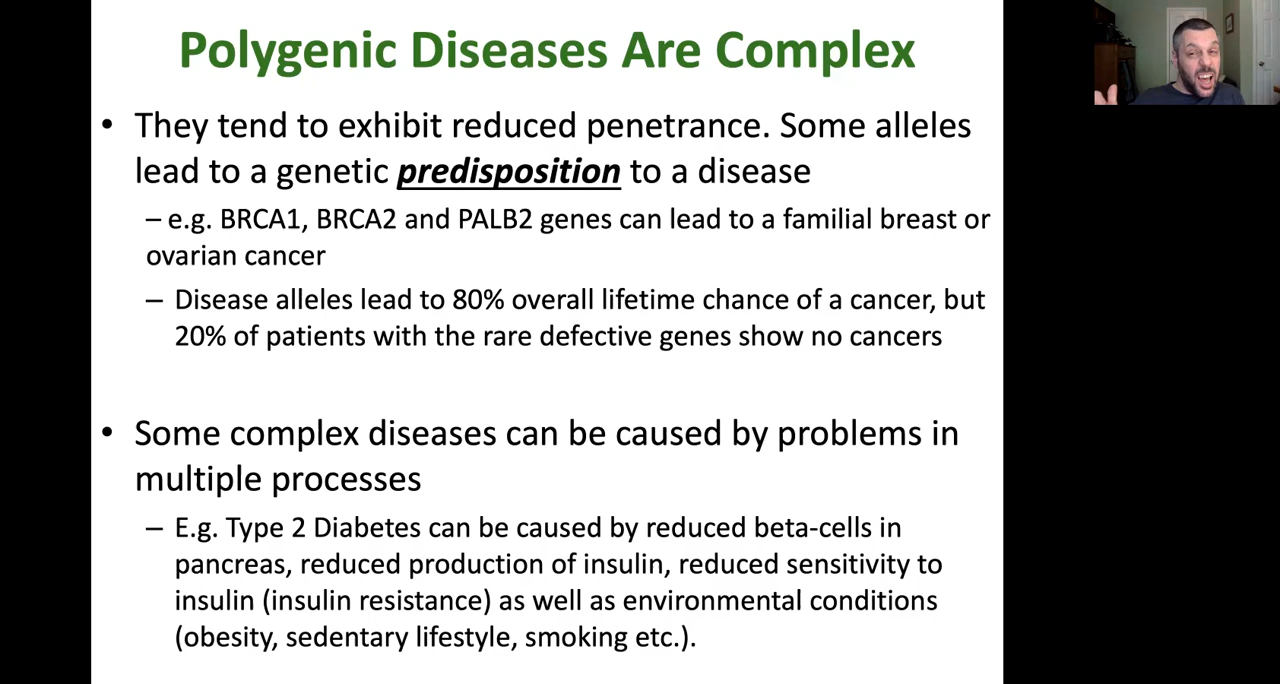 Polygenic Diseases Are Complex
• They tend to exhibit reduced penetrance. Some alleles
lead to a genetic predisposition to a disease
– e.g. BRCA1, BRCA2 and PALB2 genes can lead to a familial breast or
ovarian cancer
– Disease alleles lead to 80% overall lifetime chance of a cancer, but
20% of patients with the rare defective genes show no cancers
• Some complex diseases can be caused by problems in
multiple processes
– E.g. Type 2 Diabetes can be caused by reduced beta-cells in
pancreas, reduced production of insulin, reduced sensitivity to
insulin (insulin resistance) as well as environmental conditions
(obesity, sedentary lifestyle, smoking etc.).